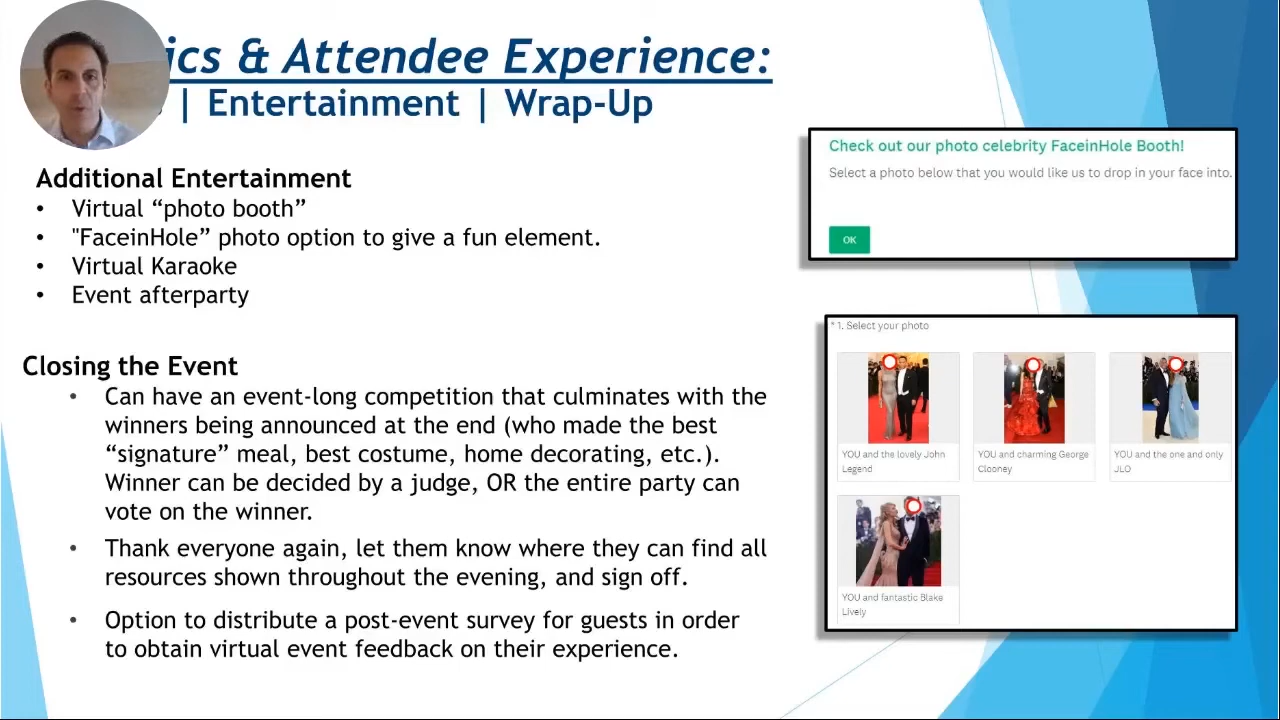 ics & Attendee Experience:
| Entertainment | Wrap-Up
Additional Entertainment
• Virtual “photo booth”
• "FaceinHole” photo option to give a fun element.
• Virtual Karaoke
• Event afterparty
Closing the Event
• Can have an event-long competition that culminates with the
winners being announced at the end (who made the best
“signature” meal, best costume, home decorating, etc.).
Winner can be decided by a judge, OR the entire party can
vote on the winner.
• Thank everyone again, let them know where they can find all
resources shown throughout the evening, and sign off.
• Option to distribute a post-event survey for guests in order
to obtain virtual event feedback on their experience.
Check out our photo celebrity FaceinHole Booth!
Select a photo below that you would like us to drop in your face into.
OK
* 1. Select your photo
YOU and the lovely John
Legend
YOU and charming George
Clooney
YOU and the one and only
JLO
YOU and fantastic Blake
Lively